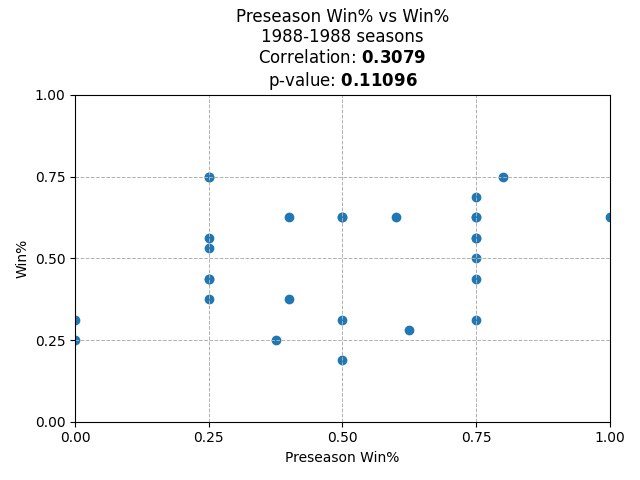 Preseason Win% vs Win%
1988-1988 seasons
Correlation: 0.3079
p-value: 0.11096
1.00
0.75
0.50
0.25
0.00
Win%
0.00 0.25 0.50 0.75 1.00
Preseason Win%